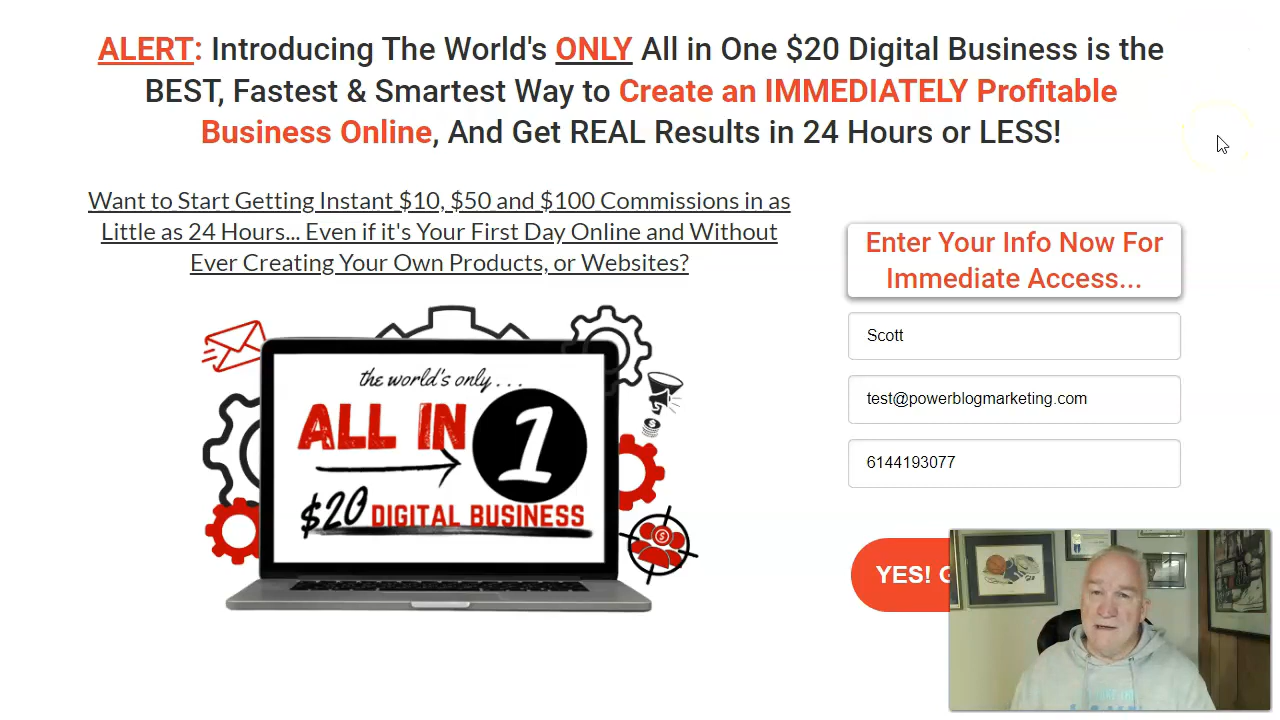 ALERT: Introducing The World's ONLY All in One $20 Digital Business is the
BEST, Fastest & Smartest Way to Create an IMMEDIATELY Profitable
Business Online, And Get REAL Results in 24 Hours or LESS!
Want to Start Getting Instant $10, $50 and $100 Commissions in as
Little as 24 Hours... Even if it's Your First Day Online and Without
Ever Creating Your Own Products, or Websites?
the world's only . . .
ALL IN 1
$20 DIGITAL BUSINESS
Enter Your Info Now For
Immediate Access...
Scott
test@powerblogmarketing.com
6144193077
YES! G